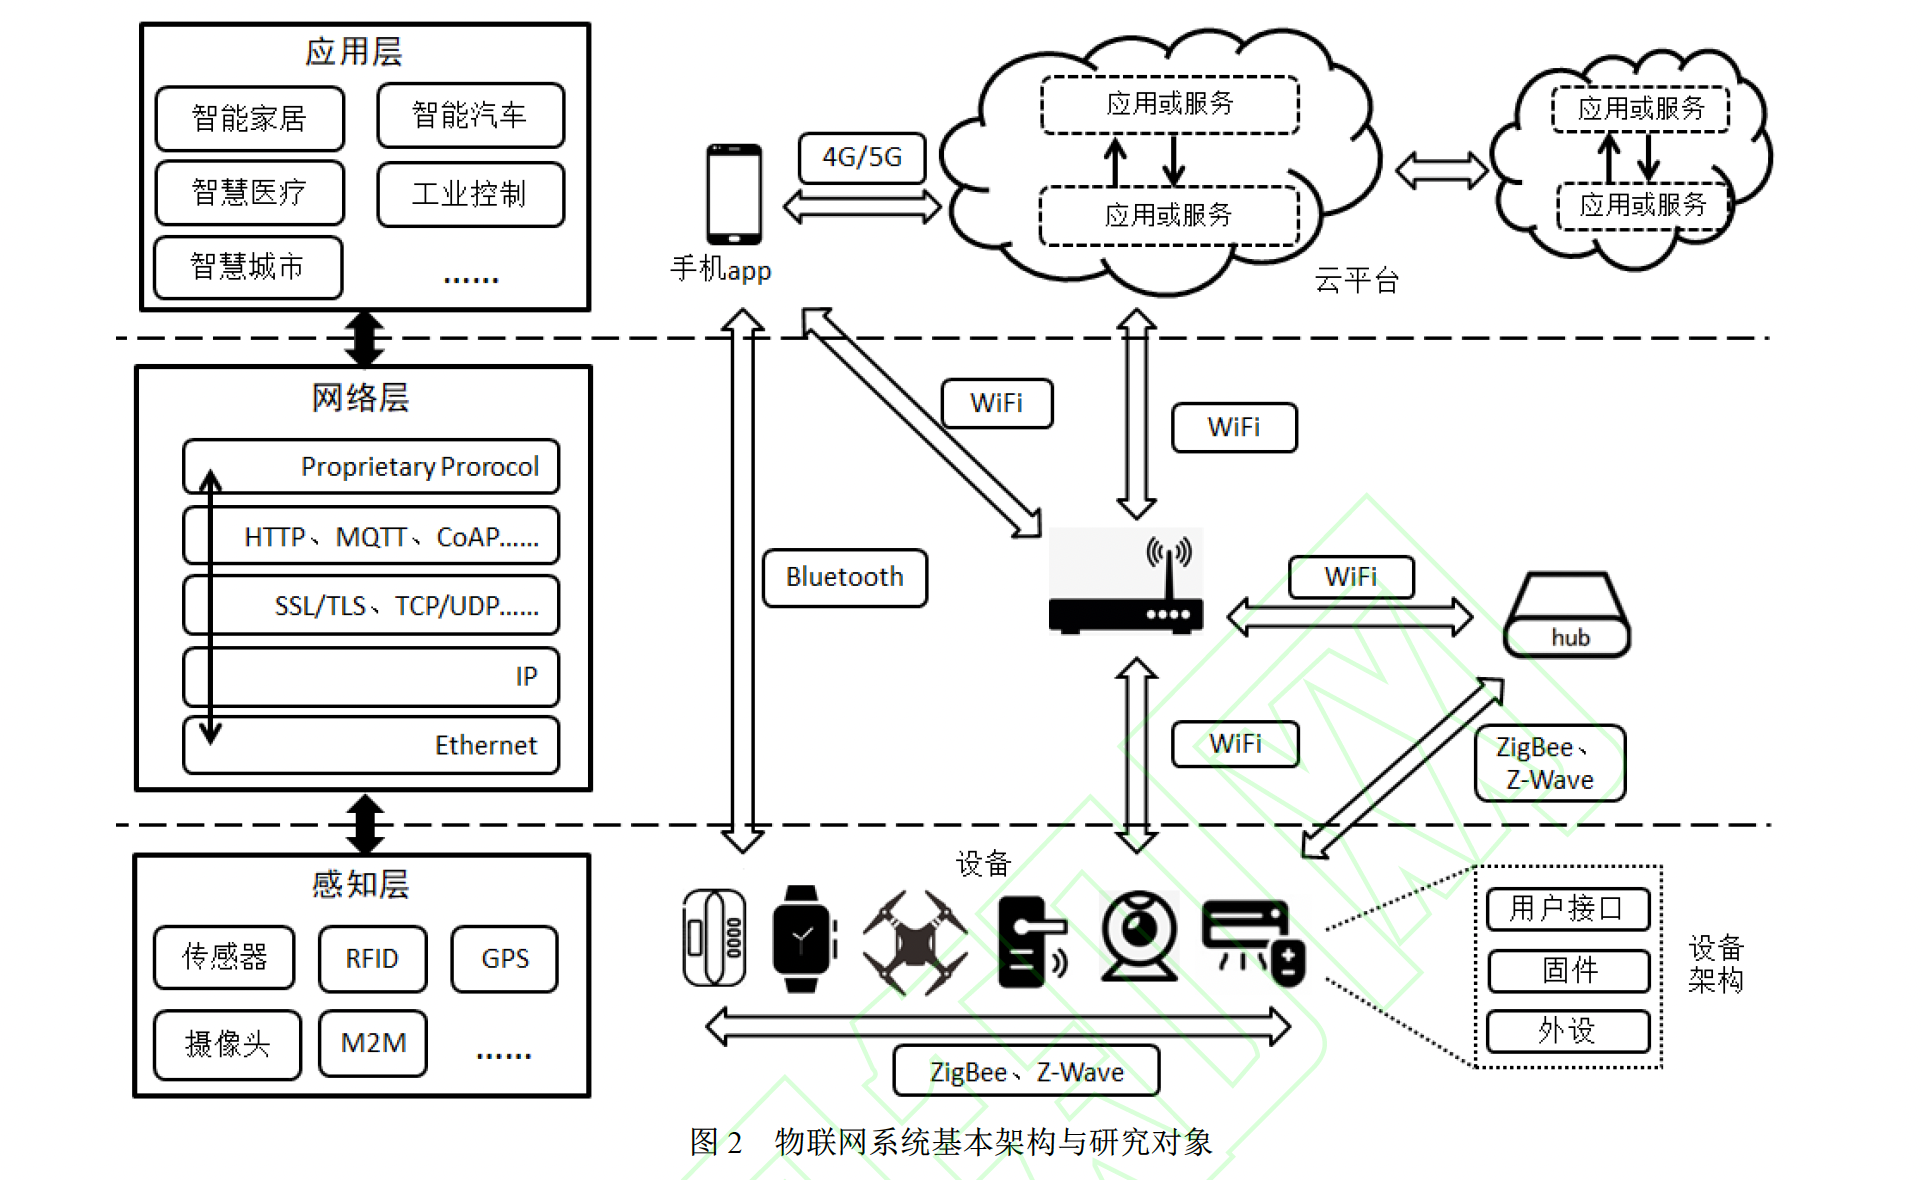 应用层
智能家居
智能汽车
智慧医疗
工业控制
智慧城市
......
网络层
Proprietary Prorocol
HTTP、MQTT、CoAP......
SSL/TLS、TCP/UDP......
IP
Ethernet
感知层
传感器
RFID
GPS
摄像头
M2M
......
手机app
4G/5G
应用或服务
应用或服务
云平台
应用或服务
应用或服务
WiFi
WiFi
Bluetooth
WiFi
hub
WiFi
ZigBee、
Z-Wave
设备
ZigBee、Z-Wave
用户接口
固件
外设
设备
架构
图 2 物联网系统基本架构与研究对象